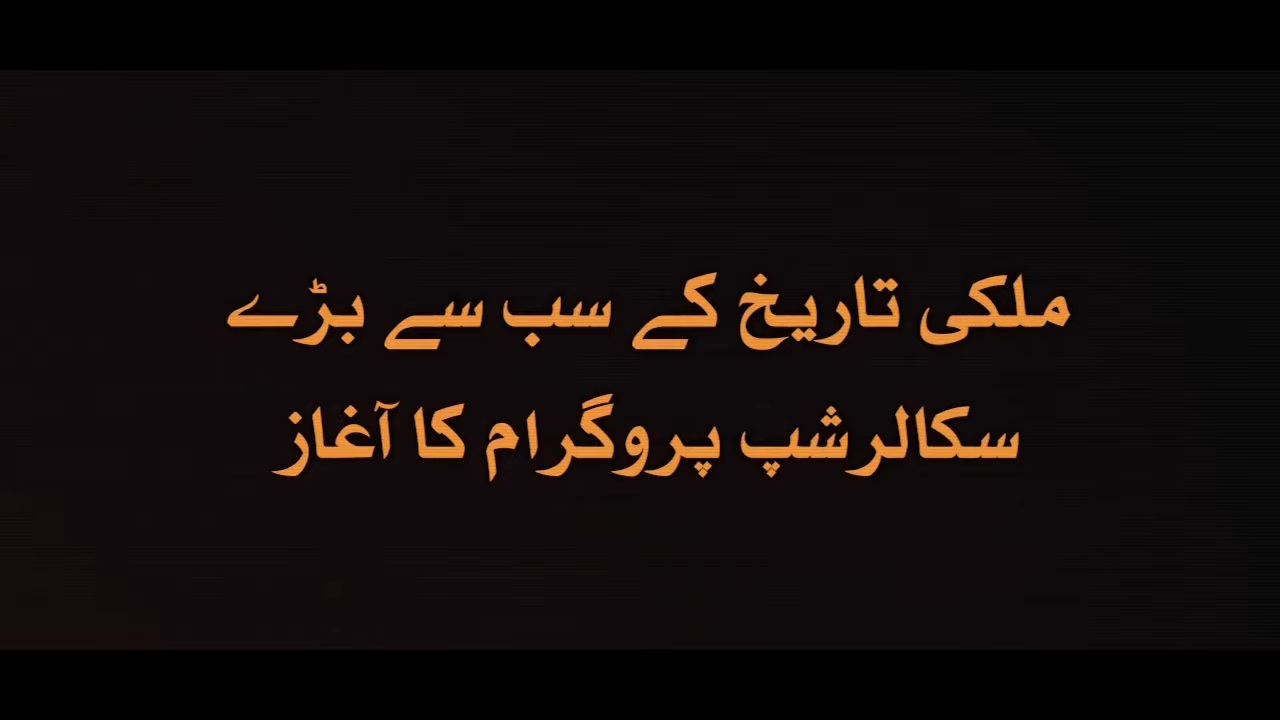 ملکی تاریخ کے سب سے بڑے
سکالرشپ پروگرام کا آغاز